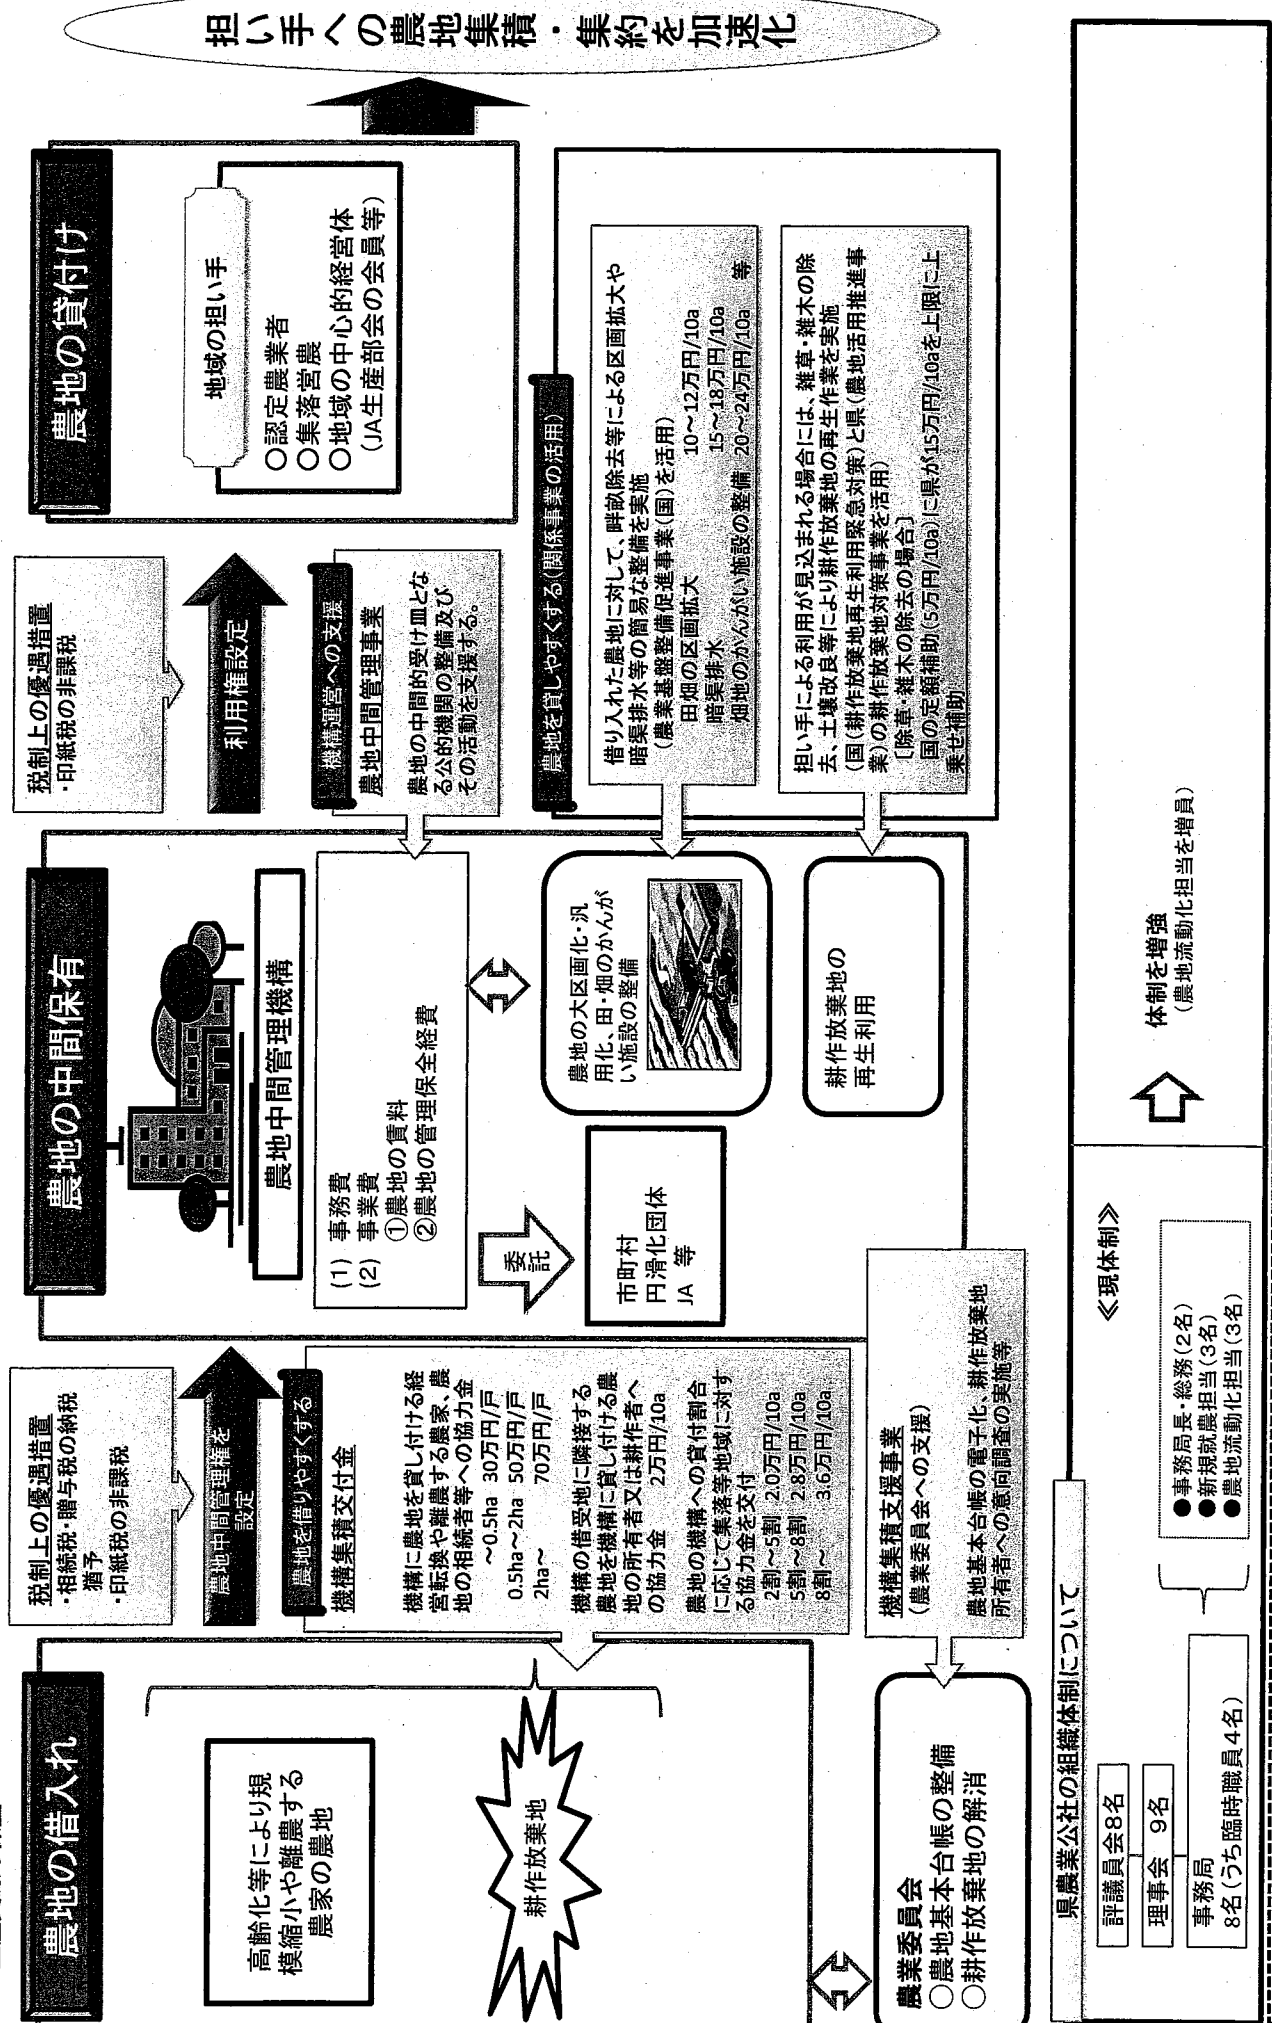 農地の借入れ
高齢化等により規
模縮小や離農する
農家の農地
耕作放棄地
農業委員会
○農地基本台帳の整備
○耕作放棄地の解消
税制上の優遇措置
・相続税・贈与税の納税
猶予
・印紙税の非課税
農地中間管理権を
設定
農地を借りやすくする
機構集積交付金
機構に農地を貸し付ける経
営転換や離農する農家、農
地の相続者等への協力金
～0.5ha 30万円/戸
0.5ha～2ha 50万円/戸
2ha～ 70万円/戸
機構の借受地に隣接する
農地を機構に貸し付ける農
地の所有者又は耕作者へ
の協力金 2万円/10a
農地の機構への貸付割合
に応じて集落等地域に対す
る協力金を交付
2割～5割 2.0万円/10a
5割～8割 2.8万円/10a
8割～ 3.6万円/10a
機構集積支援事業
（農業委員会への支援）
農地基本台帳の電子化、耕作放棄地
所有者への意向調査の実施等
農地の中間保有
農地中間管理機構
(1) 事務費
(2) 事業費
①農地の賃料
②農地の管理保全経費
委託
市町村
円滑化団体
JA 等
農地の大区画化・汎
用化、田・畑のかんが
い施設の整備
耕作放棄地の
再生利用
税制上の優遇措置
・印紙税の非課税
利用権設定
機構運営への支援
農地中間管理事業
農地の中間的受け皿とな
る公的機関の整備及び
その活動を支援する。
農地の貸付け
地域の担い手
○認定農業者
○集落営農
○地域の中心的経営体
（JA生産部会の会員等）
農地を貸しやすくする（関係事業の活用）
借り入れた農地に対して、畔畝除去等による区画拡大や
暗渠排水等の簡易な整備を実施
（農業基盤整備促進事業（国）を活用）
田畑の区画拡大 10～12万円/10a
暗渠排水 15～18万円/10a
畑地のかんがい施設の整備 20～24万円/10a 等
担い手による利用が見込まれる場合には、雑草・雑木の除
去、土壌改良等により耕作放棄地の再生作業を実施
（国（耕作放棄地再生利用緊急対策）と県（農地活用推進事
業）の耕作放棄地対策事業を活用）
〔除草・雑木の除去の場合〕
国の定額補助（5万円/10a）に県が15万円/10aを上限に上
乗せ補助
担い手への農地集積・集約を加速化
県農業公社の組織体制について
≪現体制≫
評議員会8名
理事会 9名
事務局
8名（うち臨時職員4名）
●事務局長・総務（2名）
●新規就農担当（3名）
●農地流動化担当（3名）
体制を増強
（農地流動化担当を増員）